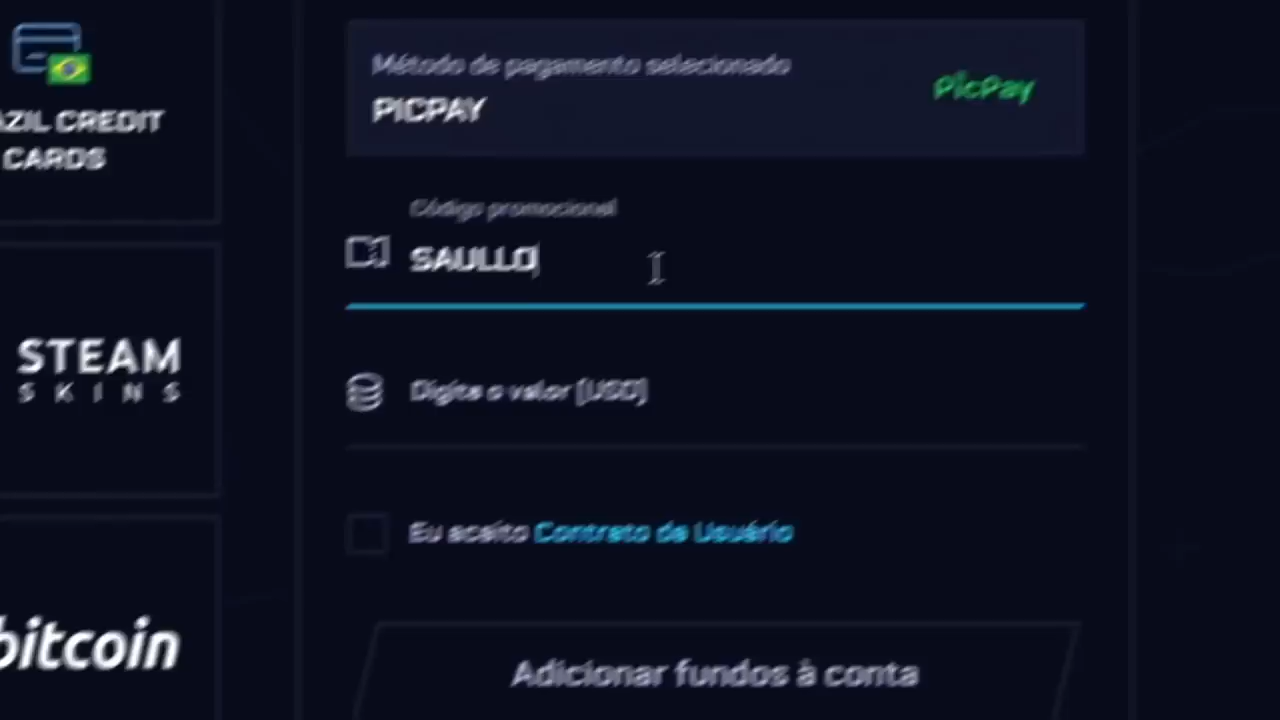 AZIL CREDIT
CARDS
STEAM
SKINS
bitcoin
Método de pagamento selecionado
PICPAY
PicPay
Código promocional
SAULLO
Digite o valor [USD]
Eu aceito Contrato de Usuário
Adicionar fundos à conta